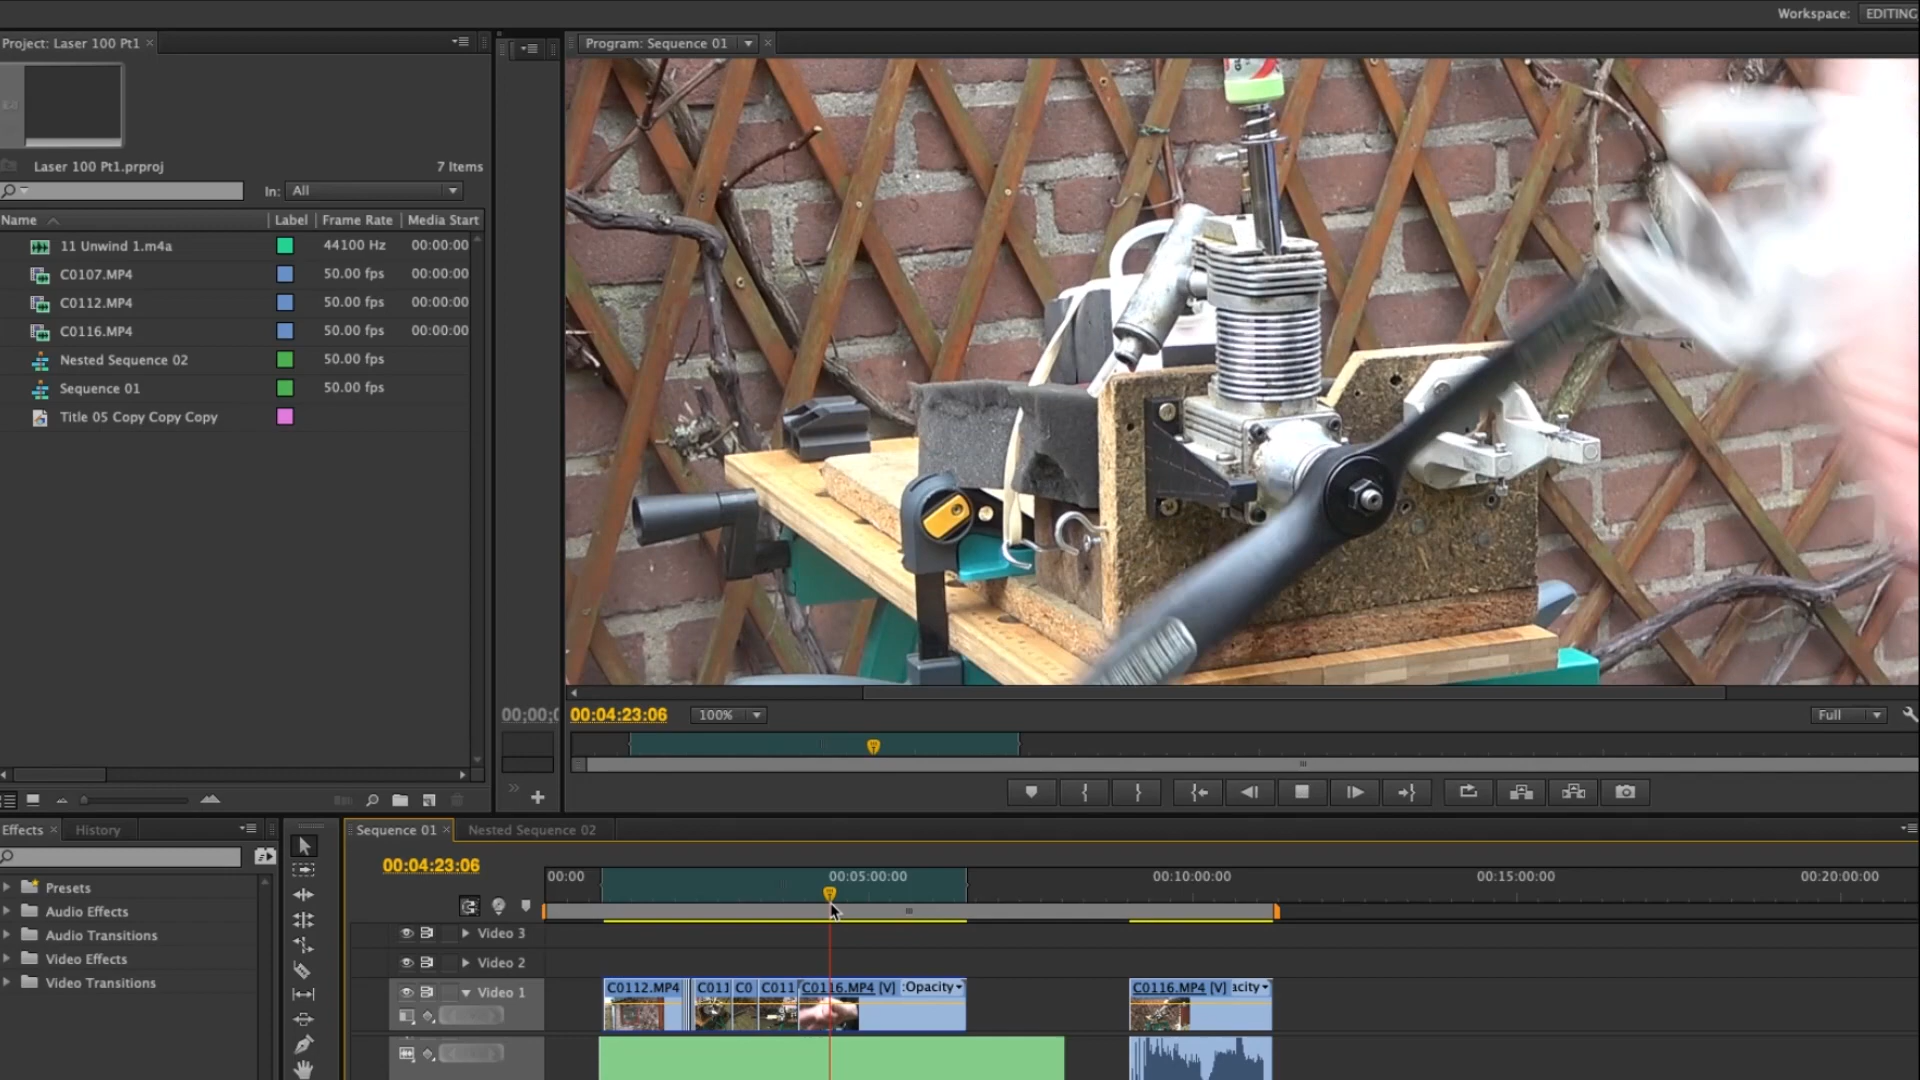 Workspace: EDITING
Project: Laser 100 Pt1
Program: Sequence 01
Laser 100 Pt1.prproj
7 Items
In: All
Name Label Frame Rate Media Start
11 Unwind 1.m4a 44100 Hz 00:00:00
C0107.MP4 50.00 fps 00:00:00
C0112.MP4 50.00 fps 00:00:00
C0116.MP4 50.00 fps 00:00:00
Nested Sequence 02 50.00 fps
Sequence 01 50.00 fps
Title 05 Copy Copy Copy
00;00;0
00:04:23:06
100%
Full
Effects History
Sequence 01 Nested Sequence 02
00:04:23:06
00:00 00:05:00:00 00:10:00:00 00:15:00:00 00:20:00:00
Presets
Audio Effects
Audio Transitions
Video Effects
Video Transitions
Video 3
Video 2
Video 1
C0112.MP4 C011 C0 C011 C0116.MP4 [V] :Opacity C0116.MP4 [V] acity